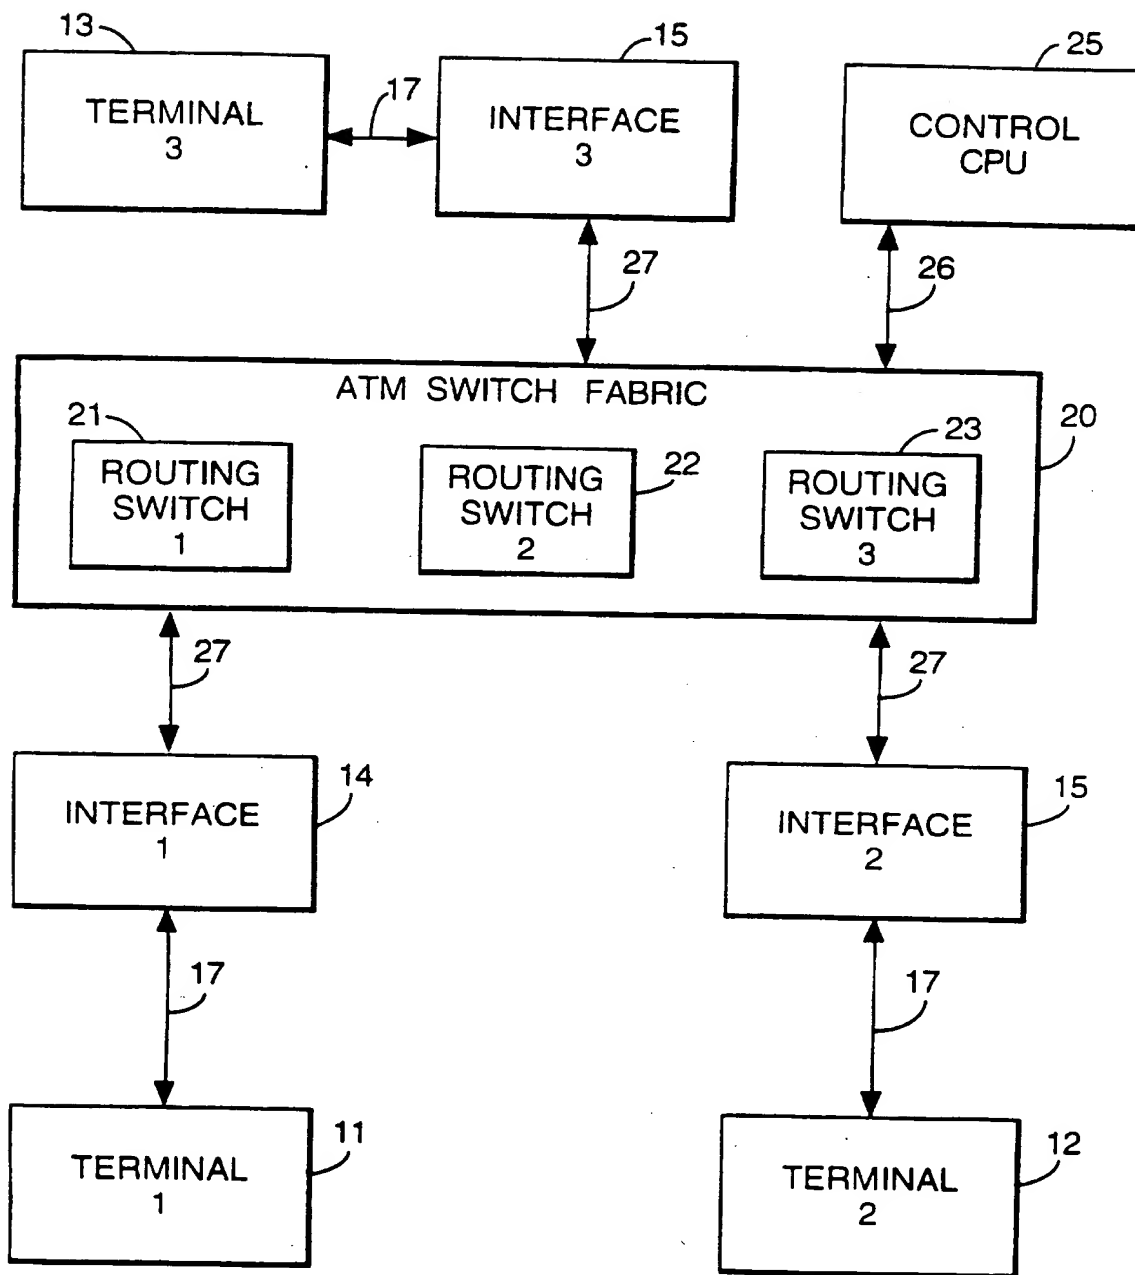 13
TERMINAL
3
17
15
INTERFACE
3
25
CONTROL
CPU
27
26
ATM SWITCH FABRIC
20
21
ROUTING
SWITCH
1
22
ROUTING
SWITCH
2
23
ROUTING
SWITCH
3
27
27
14
INTERFACE
1
15
INTERFACE
2
17
17
11
TERMINAL
1
12
TERMINAL
2